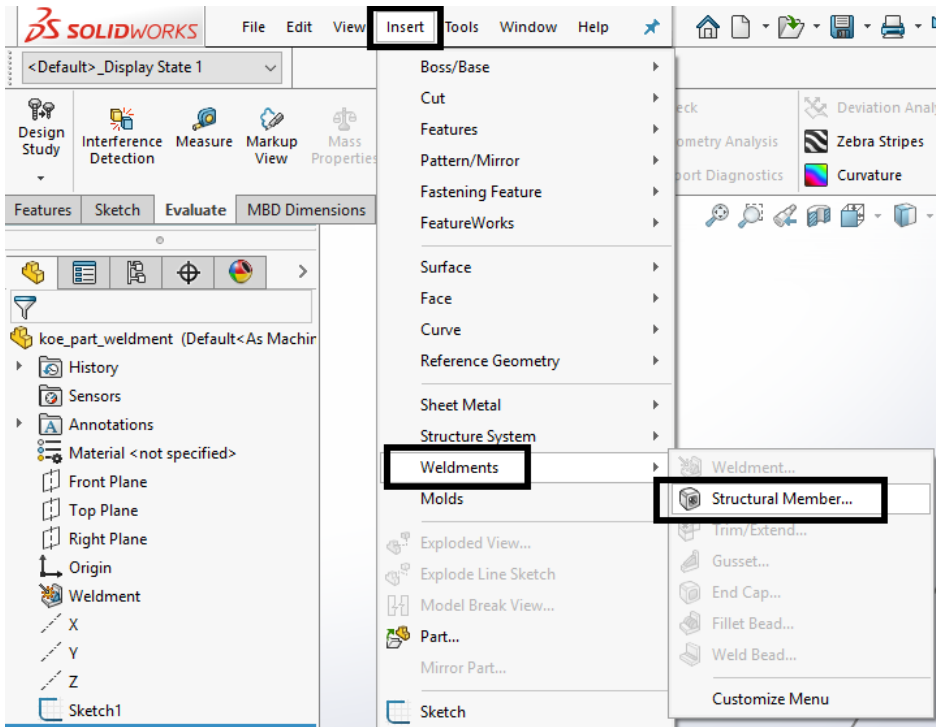 SOLIDWORKS File Edit View Insert Tools Window Help
<Default>_Display State 1
Design Study
Interference Detection
Measure
Markup View
Mass Properties
Features Sketch Evaluate MBD Dimensions
koe_part_weldment (Default<As Machin
History
Sensors
Annotations
Material <not specified>
Front Plane
Top Plane
Right Plane
Origin
Weldment
X
Y
Z
Sketch1
Boss/Base
Cut
Features
Pattern/Mirror
Fastening Feature
FeatureWorks
Surface
Face
Curve
Reference Geometry
Sheet Metal
Structure System
Weldments
Molds
Exploded View...
Explode Line Sketch
Model Break View...
Part...
Mirror Part...
Sketch
eck
ometry Analysis
port Diagnostics
Deviation Anal
Zebra Stripes
Curvature
Weldment...
Structural Member...
Trim/Extend...
Gusset...
End Cap...
Fillet Bead...
Weld Bead...
Customize Menu